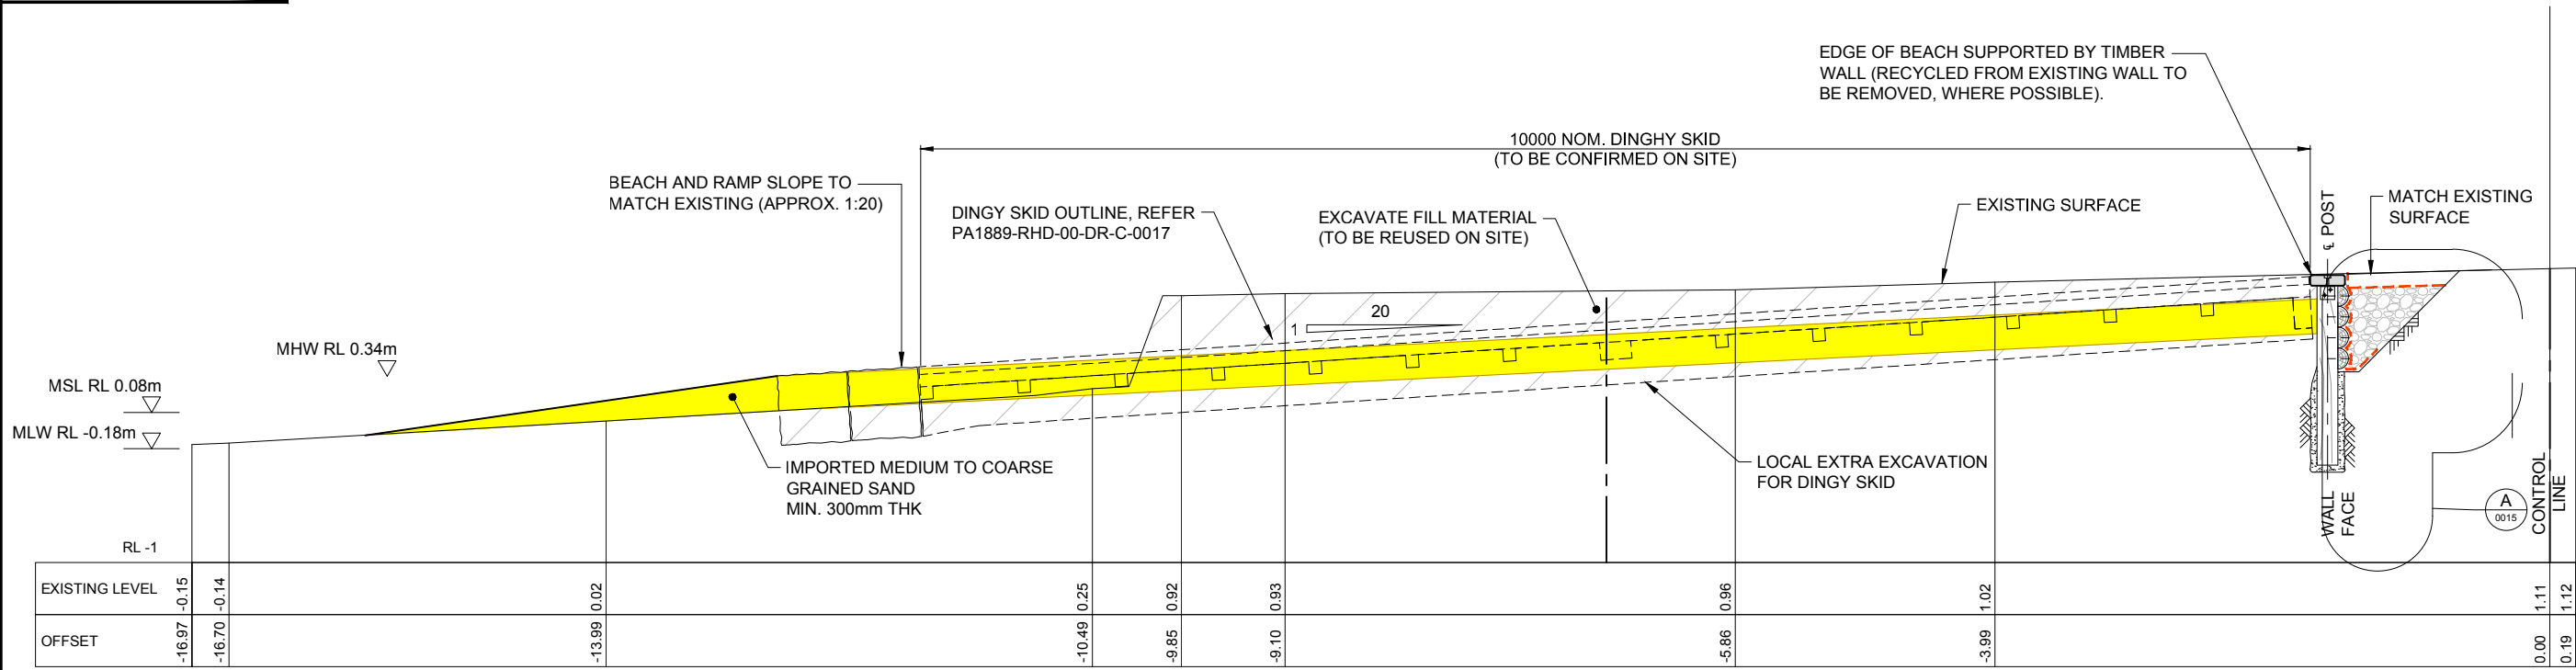 EDGE OF BEACH SUPPORTED BY TIMBER
WALL (RECYCLED FROM EXISTING WALL TO
BE REMOVED, WHERE POSSIBLE).
10000 NOM. DINGHY SKID
(TO BE CONFIRMED ON SITE)
BEACH AND RAMP SLOPE TO
MATCH EXISTING (APPROX. 1:20)
DINGY SKID OUTLINE, REFER
PA1889-RHD-00-DR-C-0017
EXCAVATE FILL MATERIAL
(TO BE REUSED ON SITE)
EXISTING SURFACE
℄ POST
MATCH EXISTING
SURFACE
20
1
MHW RL 0.34m
MSL RL 0.08m
MLW RL -0.18m
IMPORTED MEDIUM TO COARSE
GRAINED SAND
MIN. 300mm THK
LOCAL EXTRA EXCAVATION
FOR DINGY SKID
WALL
FACE
A
0015
CONTROL
LINE
RL -1
EXISTING LEVEL -0.15 -0.14 0.02 0.25 0.92 0.93 0.96 1.02 1.11 1.12
OFFSET -16.97 -16.70 -13.99 -10.49 -9.85 -9.10 -5.86 -3.99 0.00 0.19